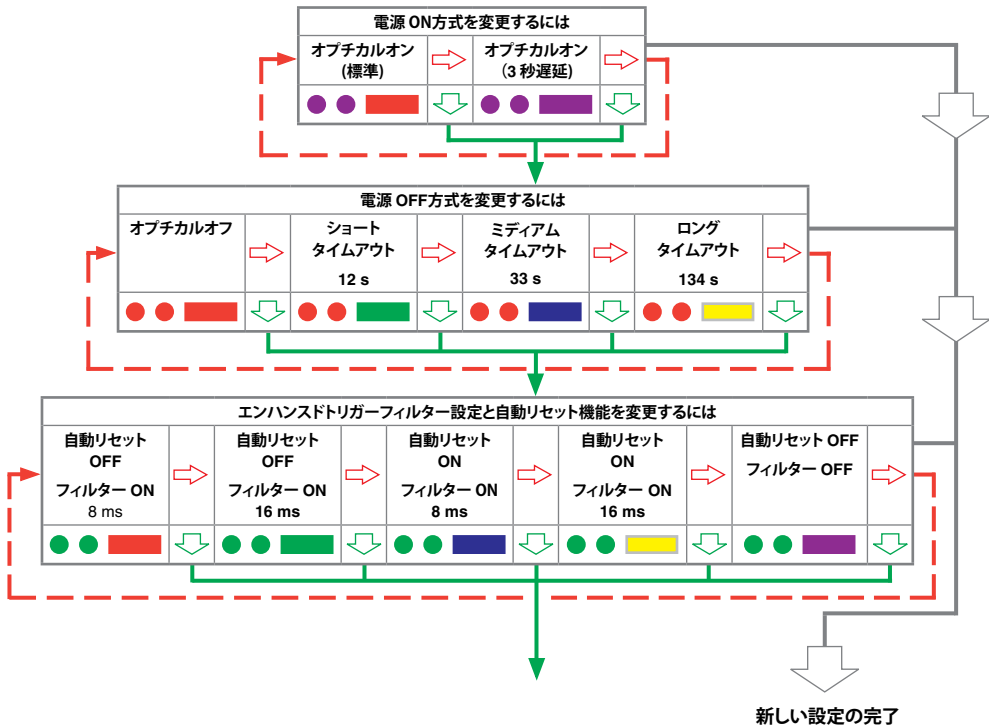 電源 ON方式を変更するには
オプチカルオン
(標準)
オプチカルオン
（3 秒遅延）
電源 OFF方式を変更するには
オプチカルオフ
ショート
タイムアウト
12 s
ミディアム
タイムアウト
33 s
ロング
タイムアウト
134 s
エンハンスドトリガーフィルター設定と自動リセット機能を変更するには
自動リセット
OFF
フィルター ON
8 ms
自動リセット
OFF
フィルター ON
16 ms
自動リセット
ON
フィルター ON
8 ms
自動リセット
ON
フィルター ON
16 ms
自動リセット OFF
フィルター OFF
新しい設定の完了